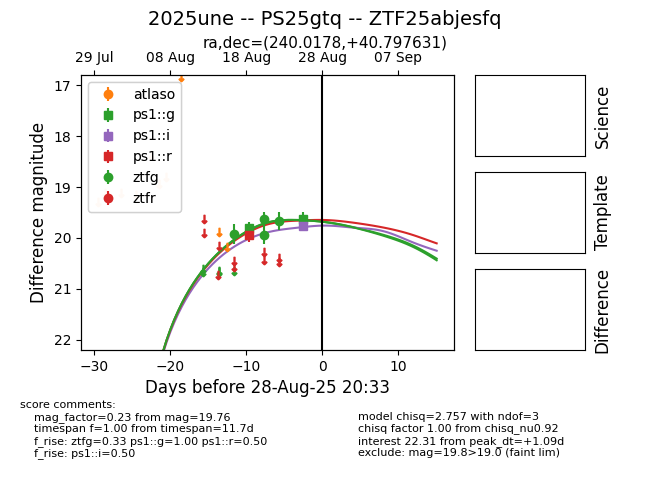 2025une -- PS25gtq -- ZTF25abjesfq
ra,dec=(240.0178,+40.797631)
29 Jul 08 Aug 18 Aug 28 Aug 07 Sep
17
18
19
20
21
22
Difference magnitude
atlaso
ps1::g
ps1::i
ps1::r
ztfg
ztfr
−30 −20 −10 0 10
Days before 28-Aug-25 20:33
Science
Template
Difference
score comments:
mag_factor=0.23 from mag=19.76
timespan f=1.00 from timespan=11.7d
f_rise: ztfg=0.33 ps1::g=1.00 ps1::r=0.50
f_rise: ps1::i=0.50
model chisq=2.757 with ndof=3
chisq factor 1.00 from chisq_nu0.92
interest 22.31 from peak_dt=+1.09d
exclude: mag=19.8>19.0 (faint lim)